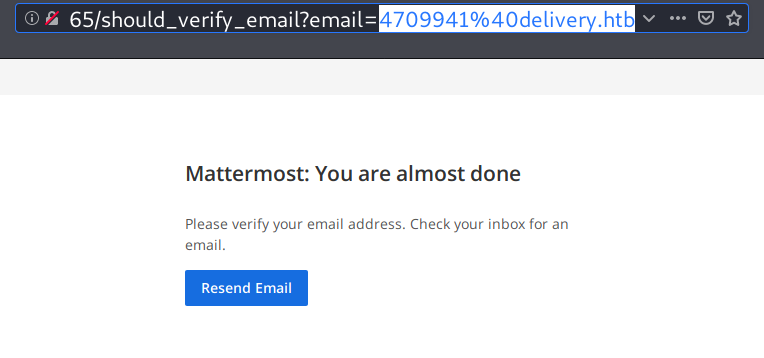 65/should_verify_email?email=4709941%40delivery.htb
Mattermost: You are almost done
Please verify your email address. Check your inbox for an
email.
Resend Email